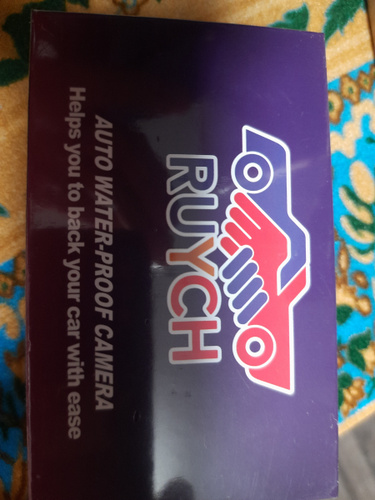 RUYCH
AUTO WATER-PROOF CAMERA
Helps you to back your car with ease